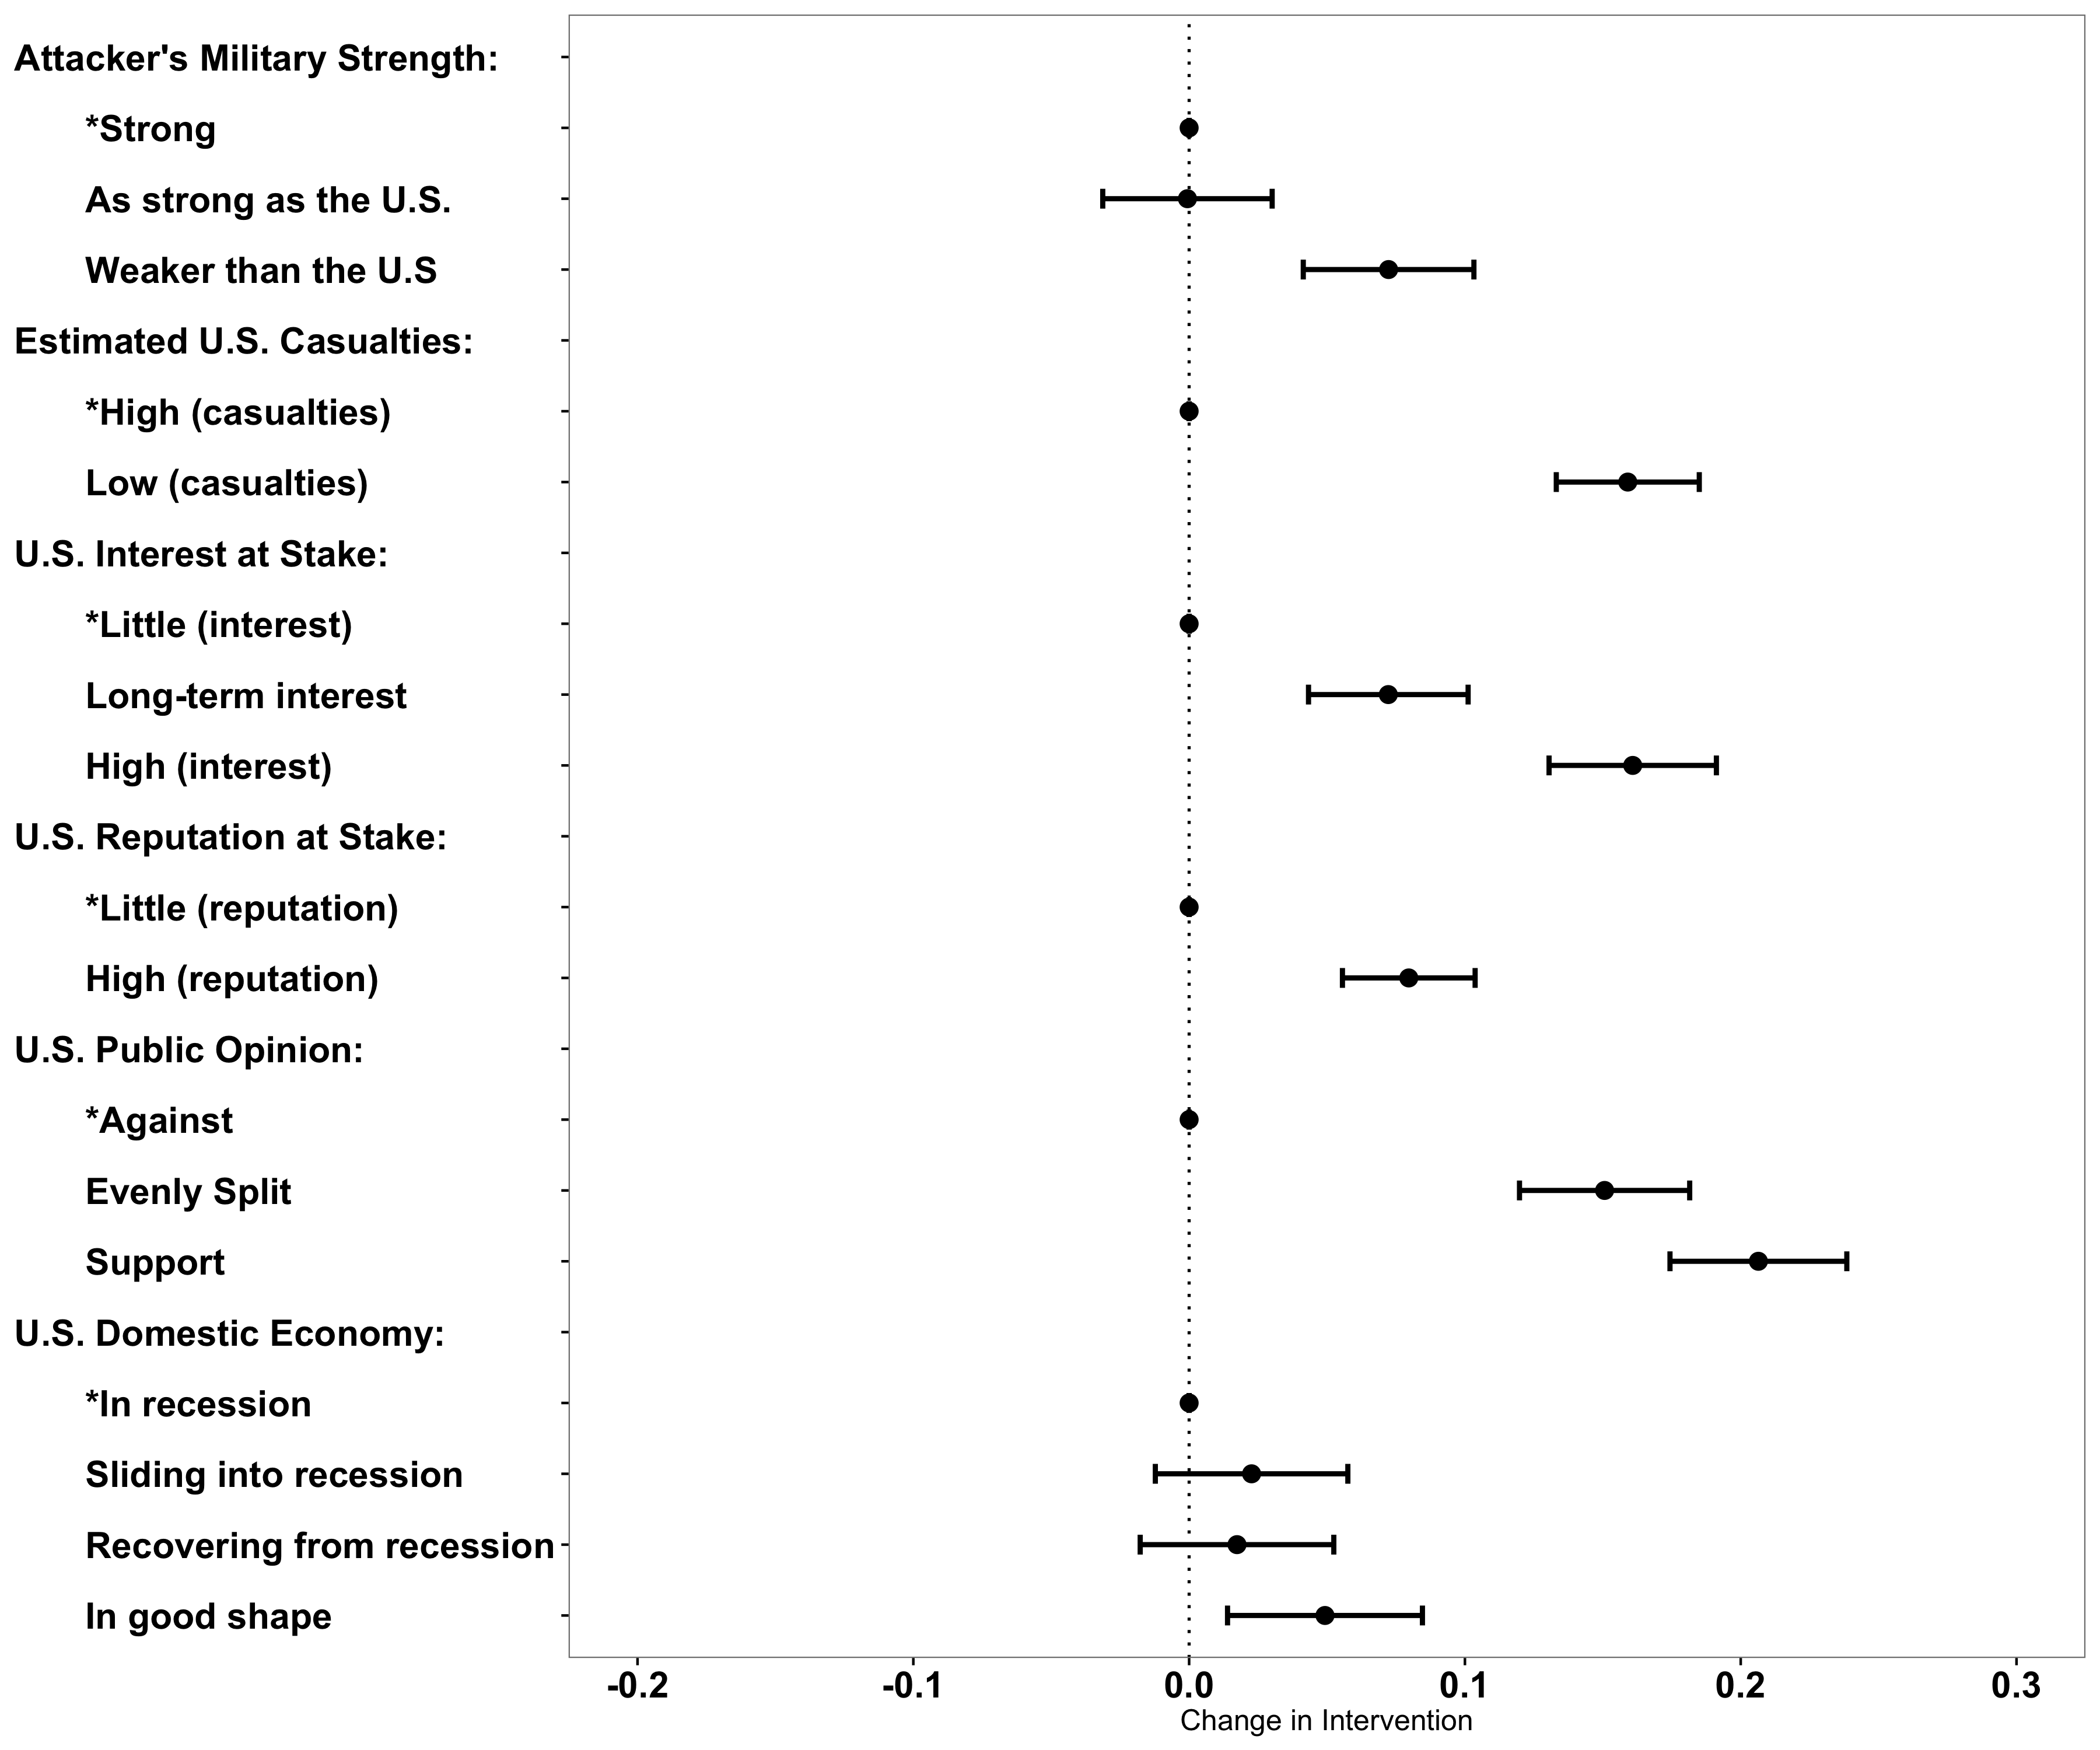 Attacker's Military Strength:
*Strong
As strong as the U.S.
Weaker than the U.S
Estimated U.S. Casualties:
*High (casualties)
Low (casualties)
U.S. Interest at Stake:
*Little (interest)
Long-term interest
High (interest)
U.S. Reputation at Stake:
*Little (reputation)
High (reputation)
U.S. Public Opinion:
*Against
Evenly Split
Support
U.S. Domestic Economy:
*In recession
Sliding into recession
Recovering from recession
In good shape
-0.2 -0.1 0.0 0.1 0.2 0.3
Change in Intervention